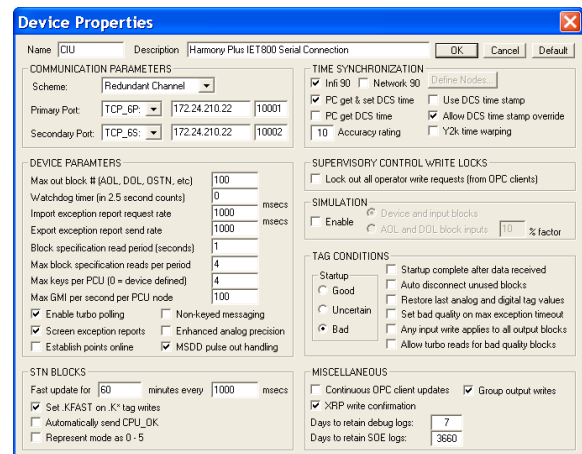 Device Properties
Name CIU Description Harmony Plus IET800 Serial Connection OK Cancel Default
COMMUNICATION PARAMETERS
Scheme: Redundant Channel
Primary Port: TCP_6P: 172.24.210.22 10001
Secondary Port: TCP_6S: 172.24.210.22 10002
TIME SYNCHRONIZATION
Infi 90 Network 90 Define Nodes...
PC get & set DCS time Use DCS time stamp
PC get DCS time Allow DCS time stamp override
10 Accuracy rating Y2k time warping
DEVICE PARAMTERS
Max out block # (AOL, DOL, OSTN, etc) 100
Watchdog timer (in 2.5 second counts) 0
Import exception report request rate 1000 msecs
Export exception report send rate 1000 msecs
Block specification read period (seconds) 1
Max block specification reads per period 4
Max keys per PCU (0 = device defined) 4
Max GMI per second per PCU node 100
Enable turbo polling Non-keyed messaging
Screen exception reports Enhanced analog precision
Establish points online MSDD pulse out handling
SUPERVISORY CONTROL WRITE LOCKS
Lock out all operator write requests (from OPC clients)
SIMULATION
Enable Device and input blocks
AOL and DOL block inputs 10 % factor
TAG CONDITIONS
Startup
Good
Uncertain
Bad
Startup complete after data received
Auto disconnect unused blocks
Restore last analog and digital tag values
Set bad quality on max exception timeout
Any input write applies to all output blocks
Allow turbo reads for bad quality blocks
STN BLOCKS
Fast update for 60 minutes every 1000 msecs
Set .KFAST on .K* tag writes
Automatically send CPU_OK
Represent mode as 0 - 5
MISCELLANEOUS
Continuous OPC client updates Group output writes
XRP write confirmation
Days to retain debug logs: 7
Days to retain SOE logs: 3660